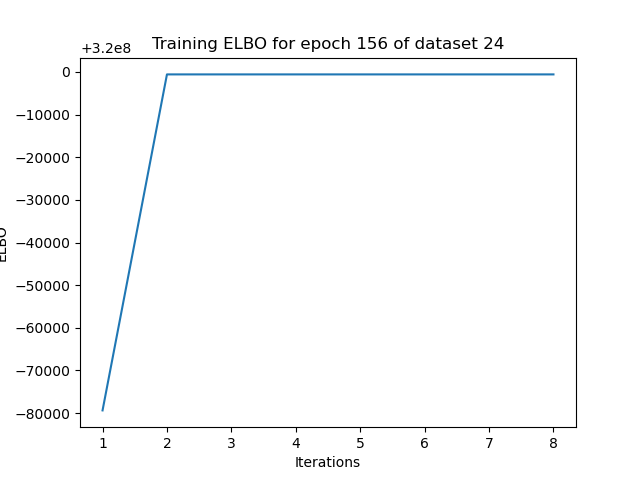 +3.2e8
Training ELBO for epoch 156 of dataset 24
0
−10000
−20000
−30000
−40000
−50000
−60000
−70000
−80000
ELBO
1 2 3 4 5 6 7 8
Iterations